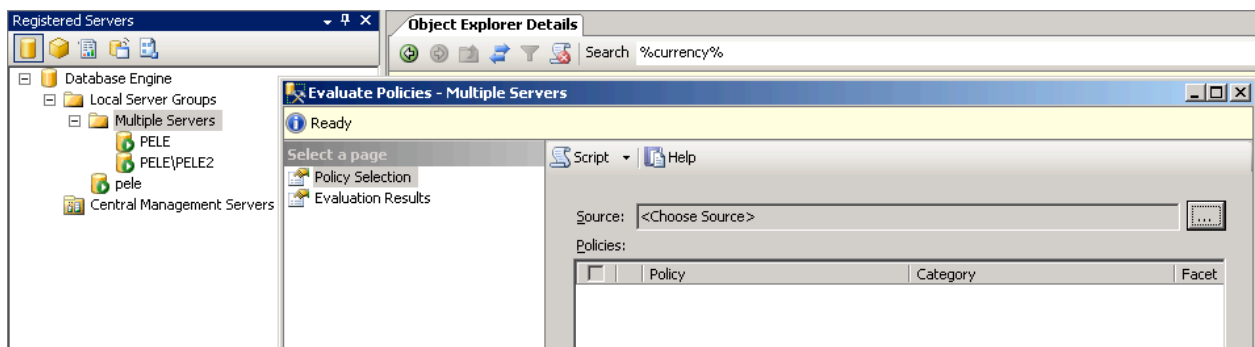 Registered Servers
Object Explorer Details
Search %currency%
Database Engine
Local Server Groups
Multiple Servers
PELE
PELE\PELE2
pele
Central Management Servers
Evaluate Policies - Multiple Servers
Ready
Select a page
Policy Selection
Evaluation Results
Script Help
Source: <Choose Source> ...
Policies:
Policy Category Facet